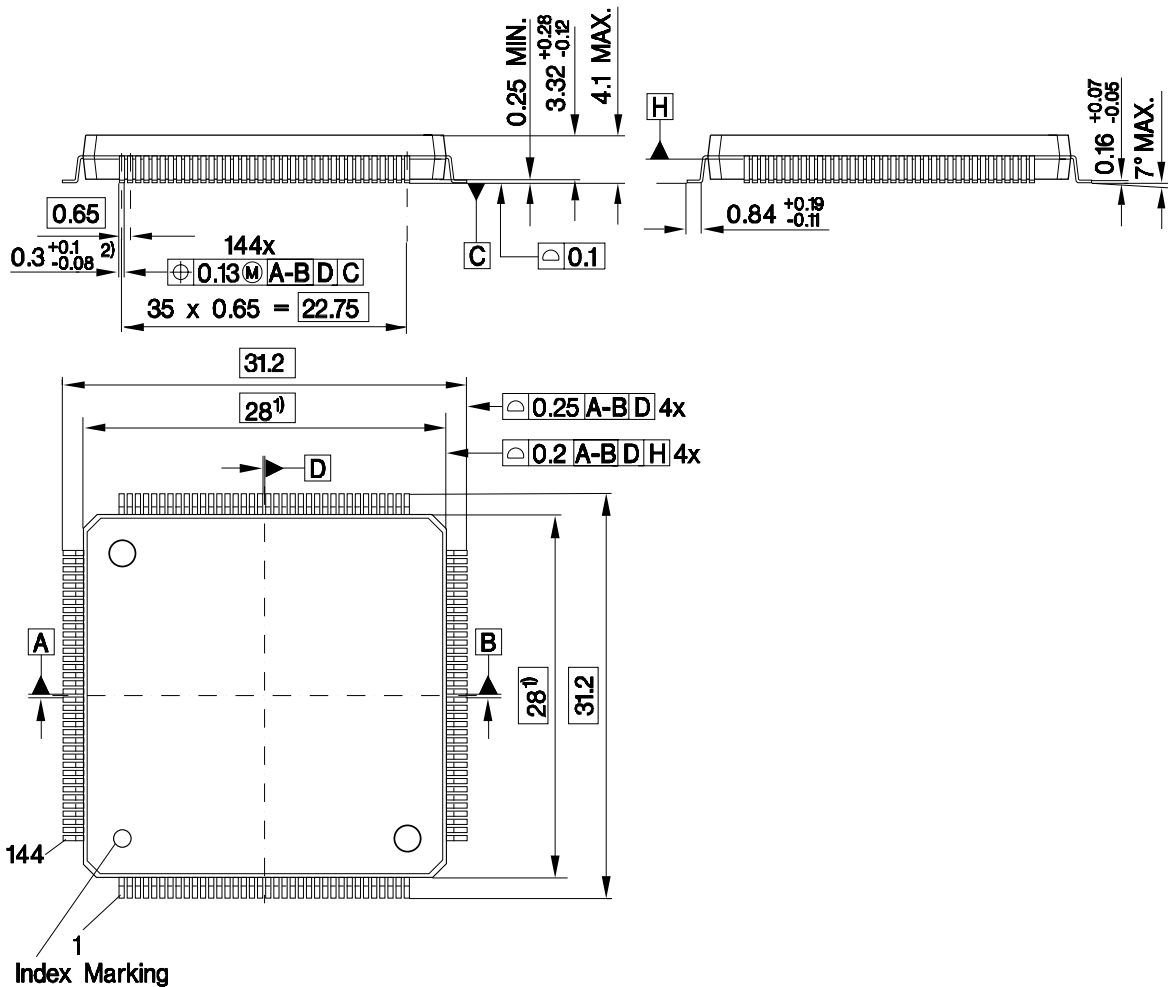 0.25 MIN.
3.32 +0.28 -0.12
4.1 MAX.
H
0.16 +0.07 -0.05
7° MAX.
0.65
0.3 +0.1 -0.08 2)
144x
⌖ 0.13 Ⓜ A-B D C
35 x 0.65 = 22.75
C
⌓ 0.1
0.84 +0.19 -0.11
31.2
28 1)
⌓ 0.25 A-B D 4x
⌓ 0.2 A-B D H 4x
D
A
B
28 1)
31.2
144
1
Index Marking